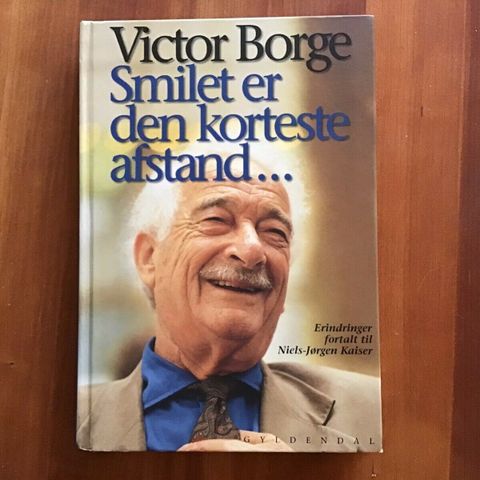 Victor Borge
Smilet er
den korteste
afstand...
Erindringer
fortalt til
Niels-Jørgen Kaiser
GYLDENDAL